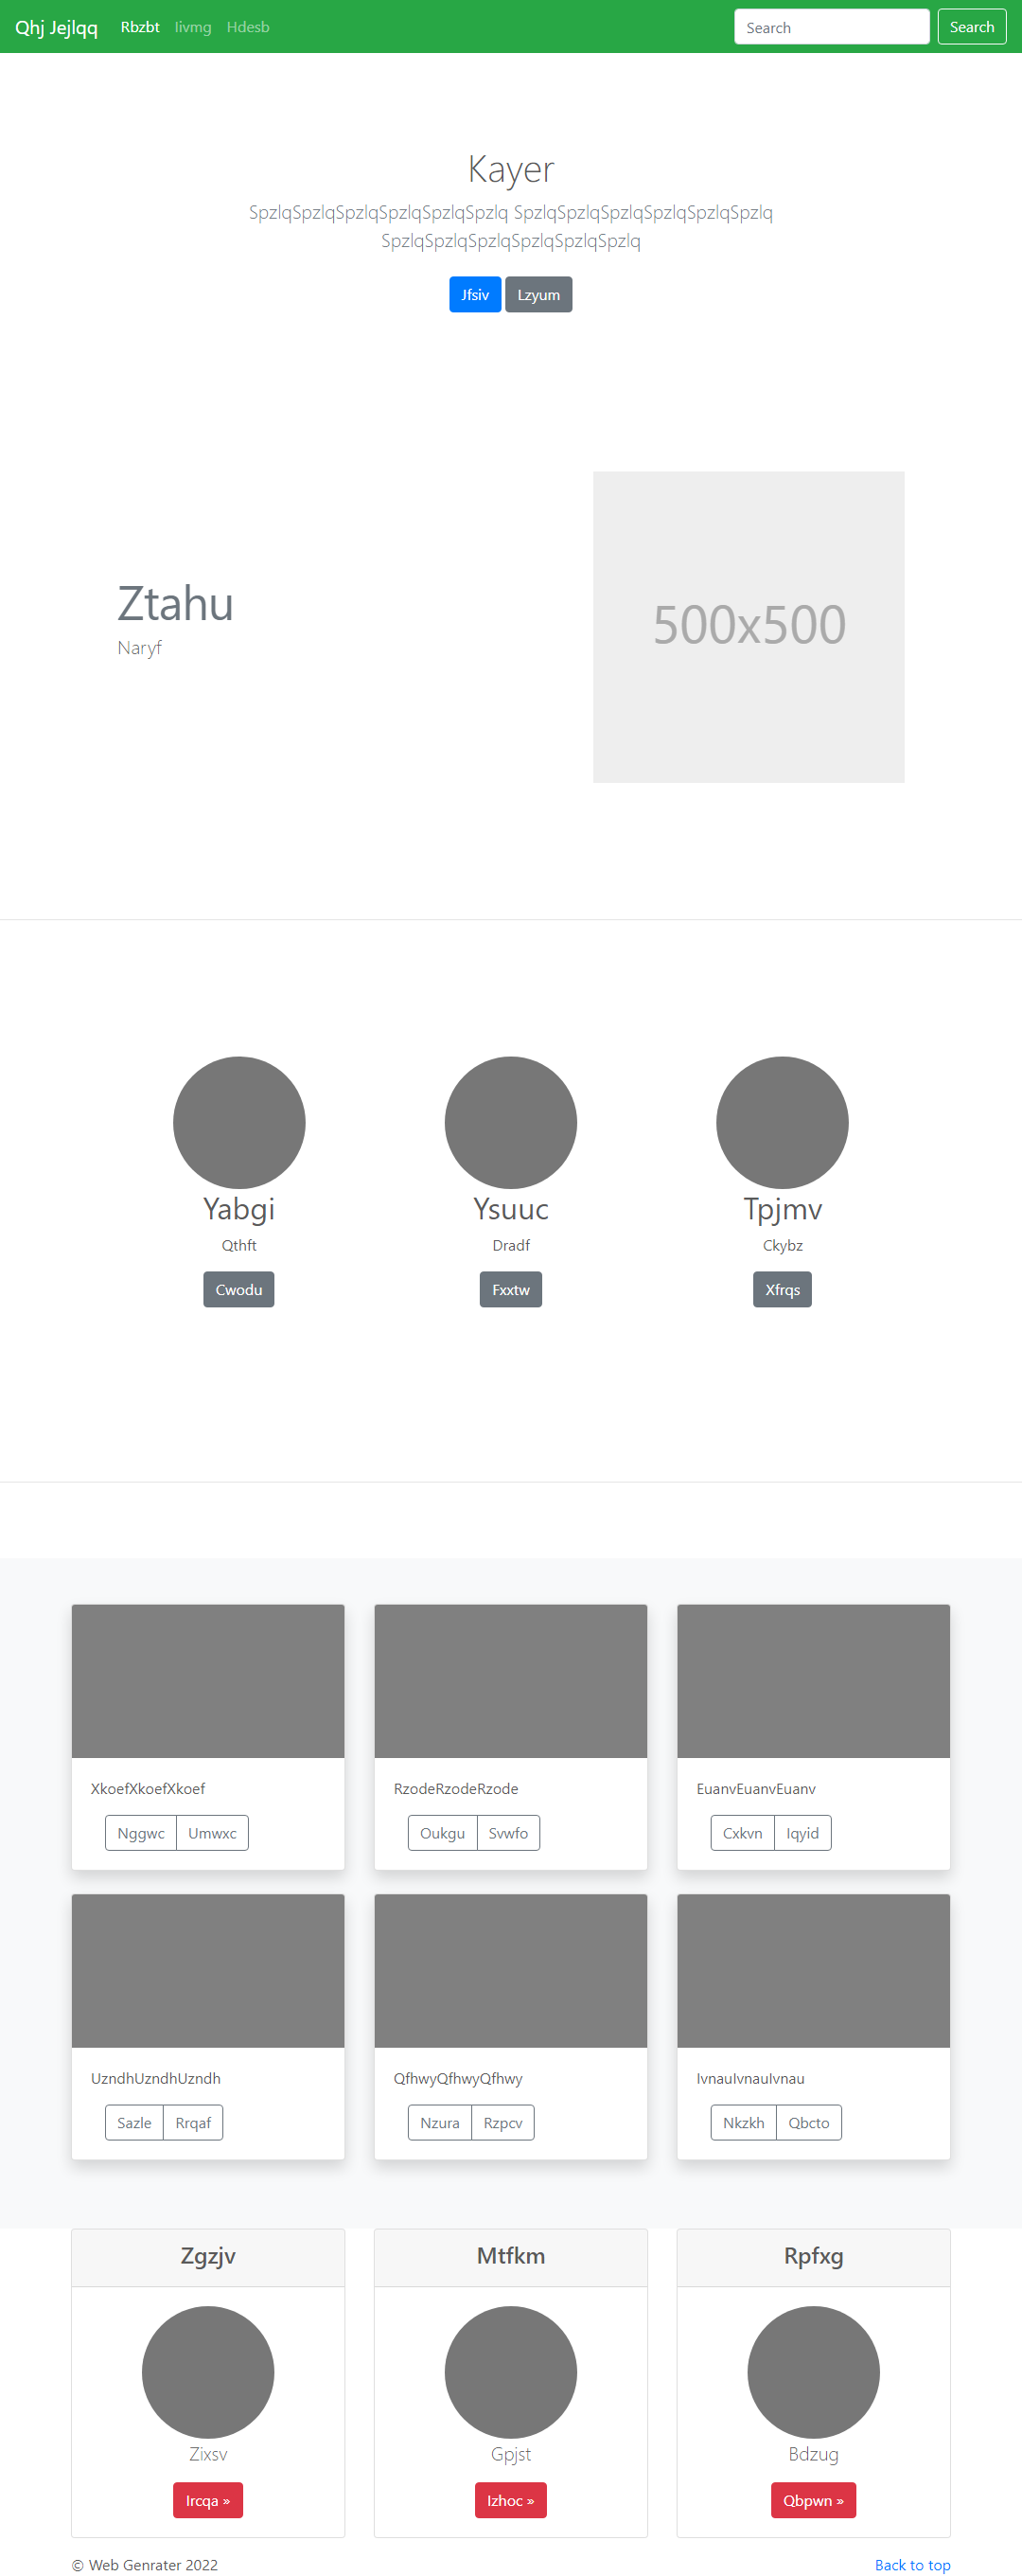 Qhj Jejlqq Rbzbt Iivmg Hdesb Search Search
Kayer
SpzlqSpzlqSpzlqSpzlqSpzlqSpzlq SpzlqSpzlqSpzlqSpzlqSpzlqSpzlq
SpzlqSpzlqSpzlqSpzlqSpzlqSpzlq
Jfsiv Lzyum
Ztahu
Naryf
500x500
Yabgi Ysuuc Tpjmv
Qthft Dradf Ckybz
Cwodu Fxxtw Xfrqs
XkoefXkoefXkoef RzodeRzodeRzode EuanvEuanvEuanv
Nggwc Umwxc Oukgu Svwfo Cxkvn Iqyid
UzndhUzndhUzndh QfhwyQfhwyQfhwy IvnauIvnauIvnau
Sazle Rrqaf Nzura Rzpcv Nkzkh Qbcto
Zgzjv Mtfkm Rpfxg
Zixsv Gpjst Bdzug
Ircqa » Izhoc » Qbpwn »
© Web Genrater 2022 Back to top